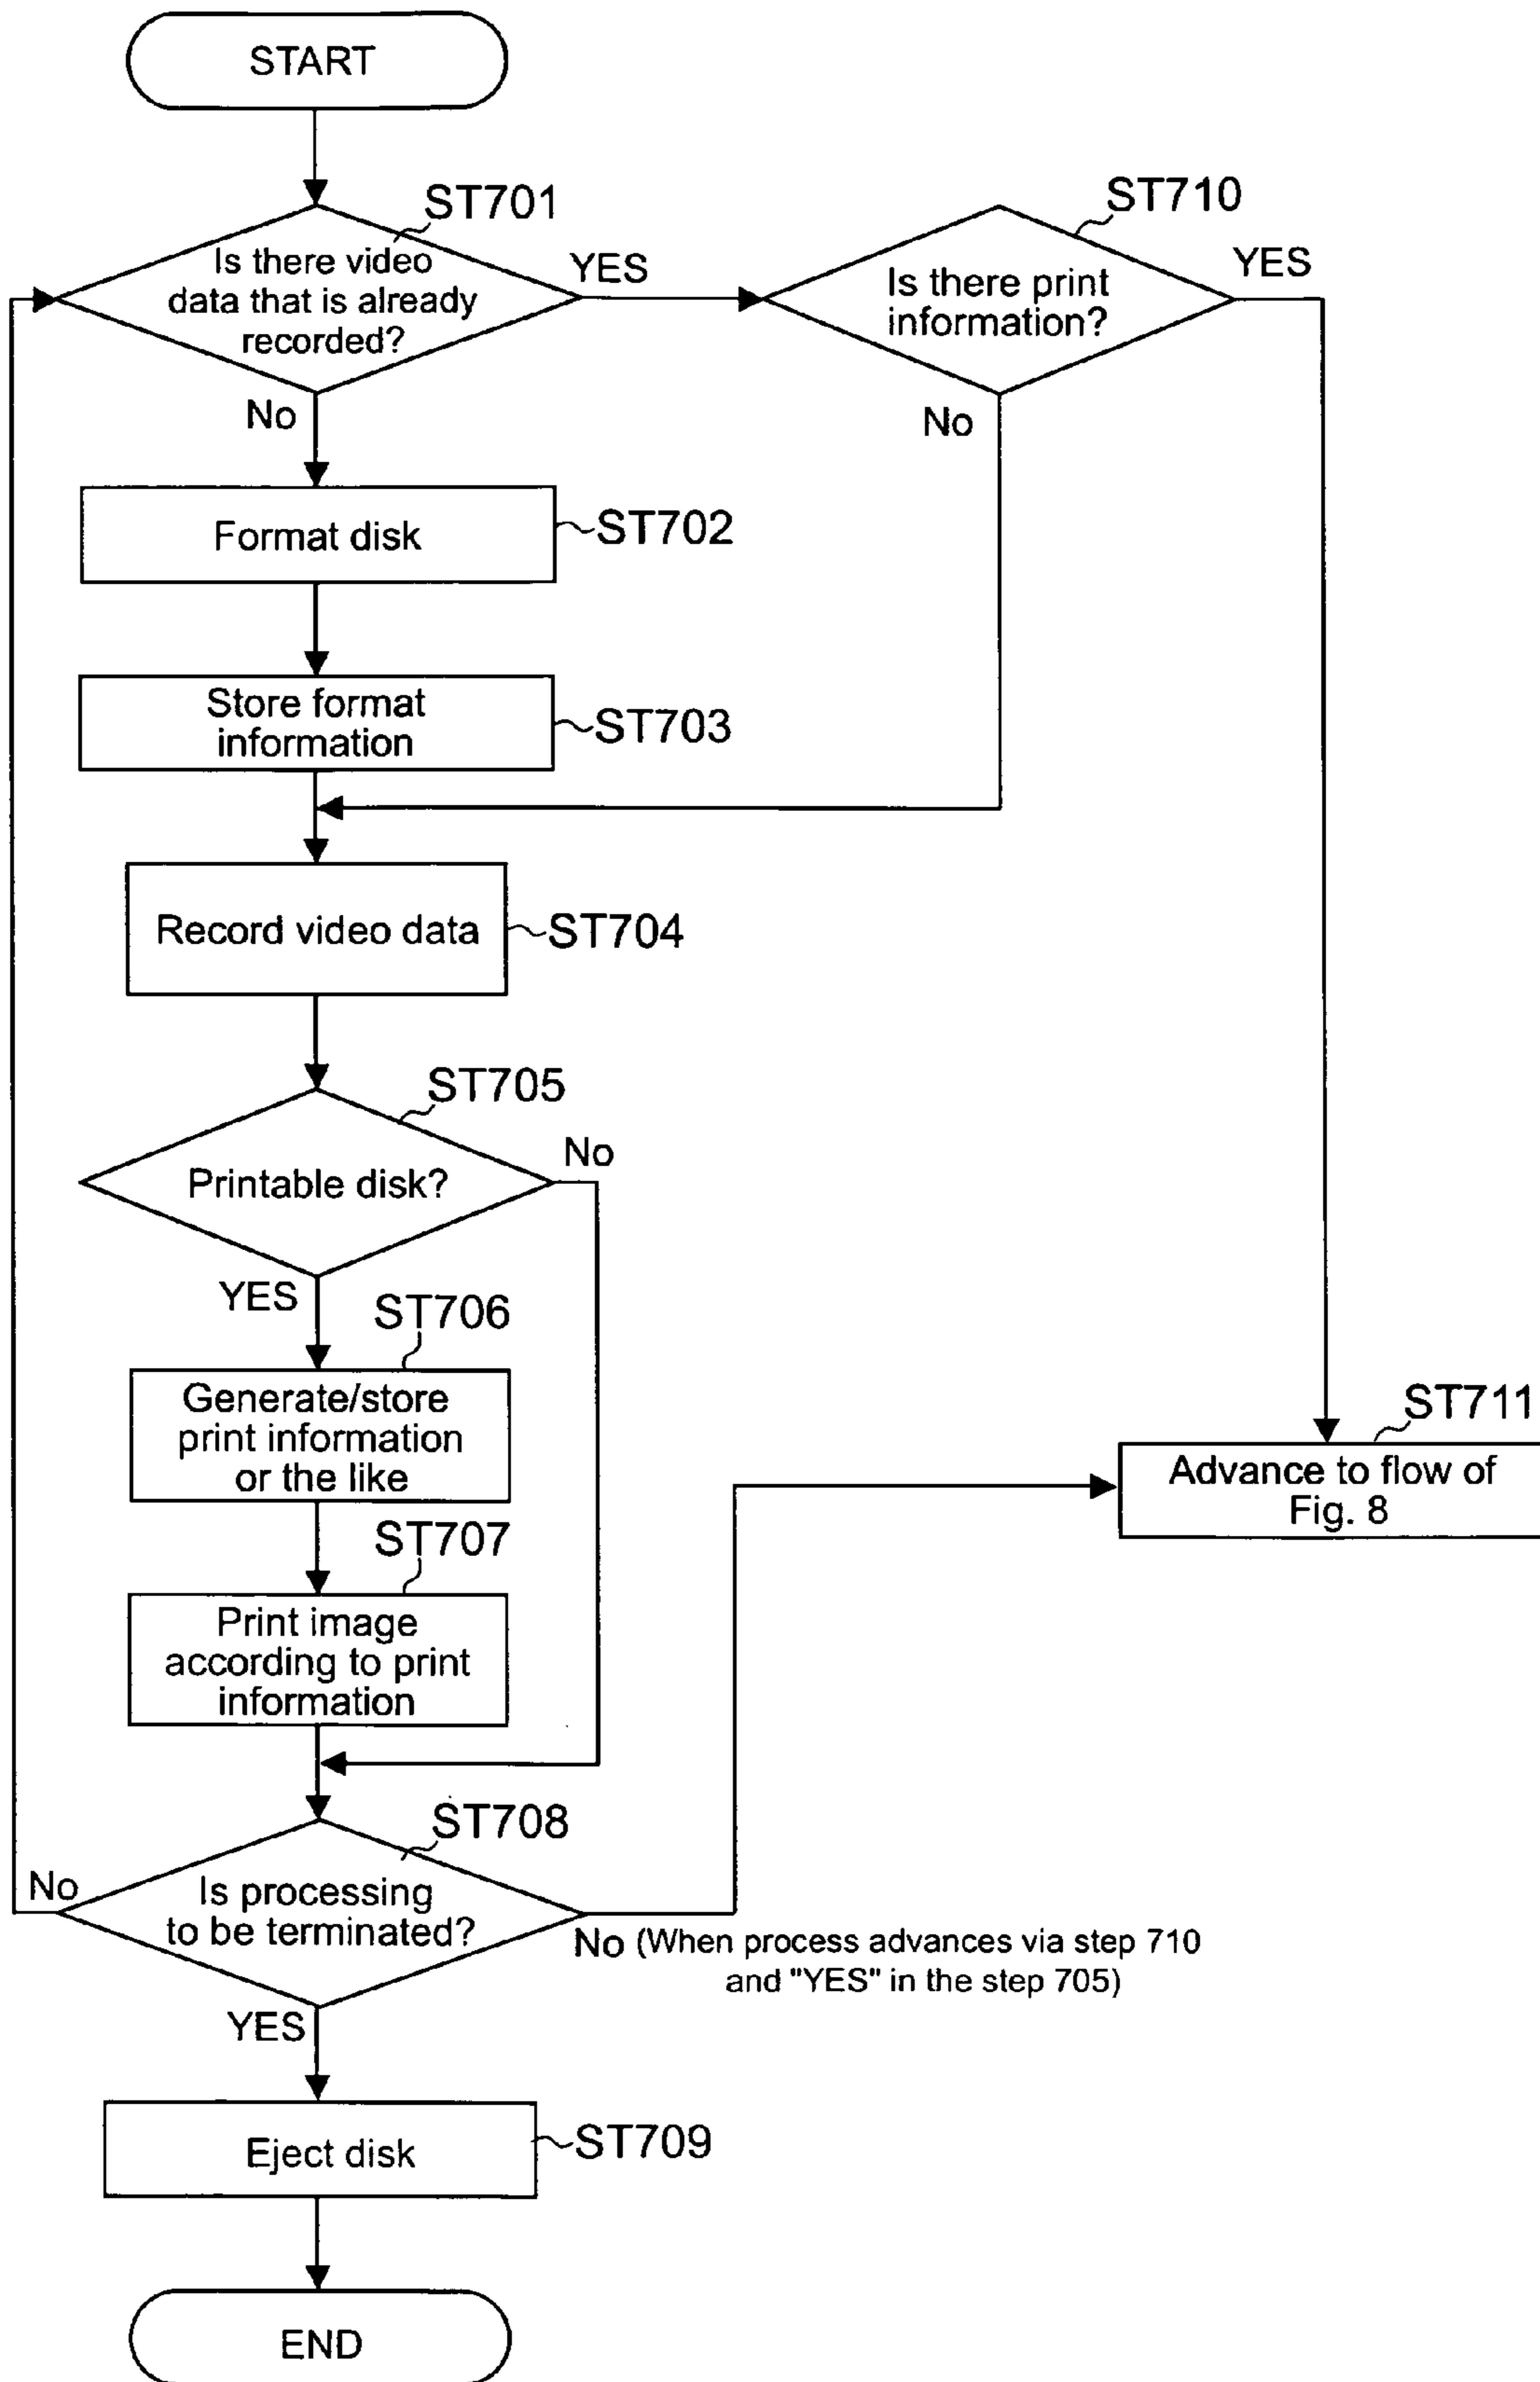 START
ST701
Is there video
data that is already
recorded?
YES
No
ST710
Is there print
information?
YES
No
Format disk
ST702
Store format
information
ST703
Record video data
ST704
ST705
Printable disk?
No
YES
ST706
Generate/store
print information
or the like
ST707
Print image
according to print
information
ST711
Advance to flow of
Fig. 8
ST708
Is processing
to be terminated?
No
No (When process advances via step 710
and "YES" in the step 705)
YES
Eject disk
ST709
END